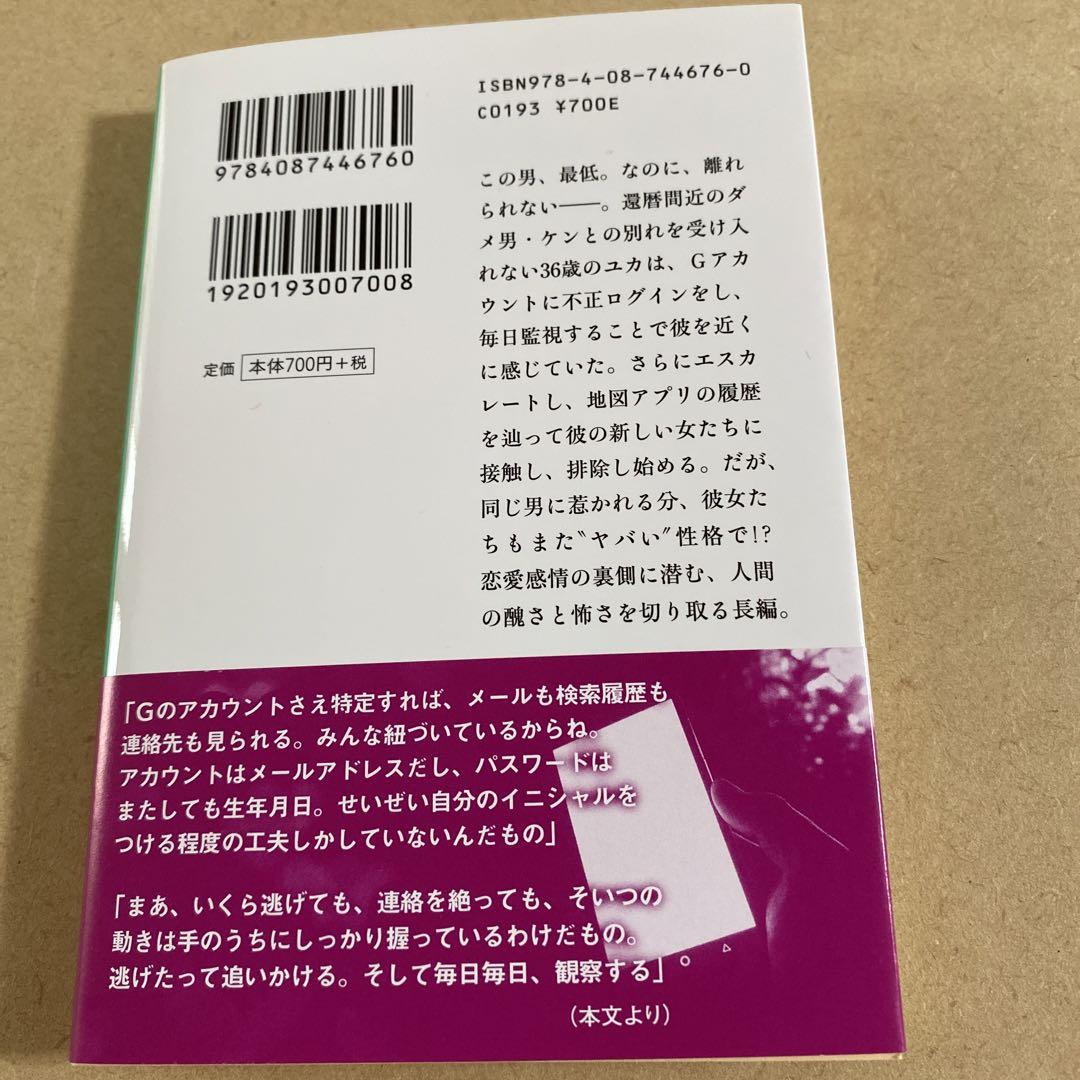 9784087446760
1920193007008
定価 本体700円+税
ISBN978-4-08-744676-0
C0193 ¥700E
この男、最低。なのに、離れ
られない――。還暦間近のダ
メ男・ケンとの別れを受け入
れない36歳のユカは、Gアカ
ウントに不正ログインをし、
毎日監視することで彼を近く
に感じていた。さらにエスカ
レートし、地図アプリの履歴
を辿って彼の新しい女たちに
接触し、排除し始める。だが、
同じ男に惹かれる分、彼女た
ちもまた〝ヤバい〟性格で!?
恋愛感情の裏側に潜む、人間
の醜さと怖さを切り取る長編。
「Gのアカウントさえ特定すれば、メールも検索履歴も
連絡先も見られる。みんな紐づいているからね。
アカウントはメールアドレスだし、パスワードは
またしても生年月日。せいぜい自分のイニシャルを
つける程度の工夫しかしていないんだもの」
「まあ、いくら逃げても、連絡を絶っても、そいつの
動きは手のうちにしっかり握っているわけだもの。
逃げたって追いかける。そして毎日毎日、観察する」。
(本文より)